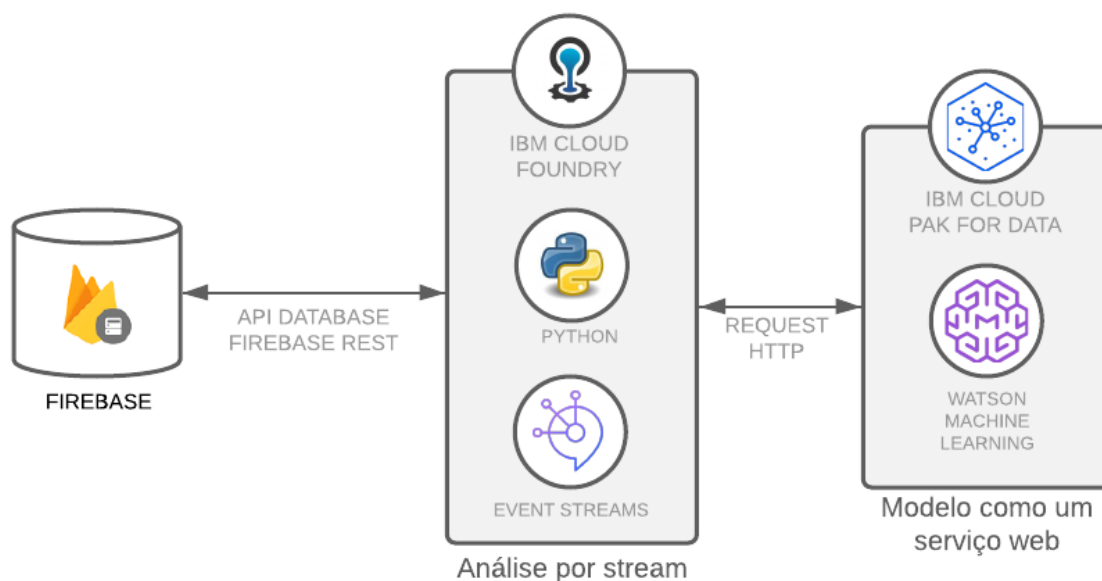 FIREBASE
API DATABASE
FIREBASE REST
IBM CLOUD
FOUNDRY
PYTHON
EVENT STREAMS
Análise por stream
REQUEST
HTTP
IBM CLOUD
PAK FOR DATA
WATSON
MACHINE
LEARNING
Modelo como um
serviço web